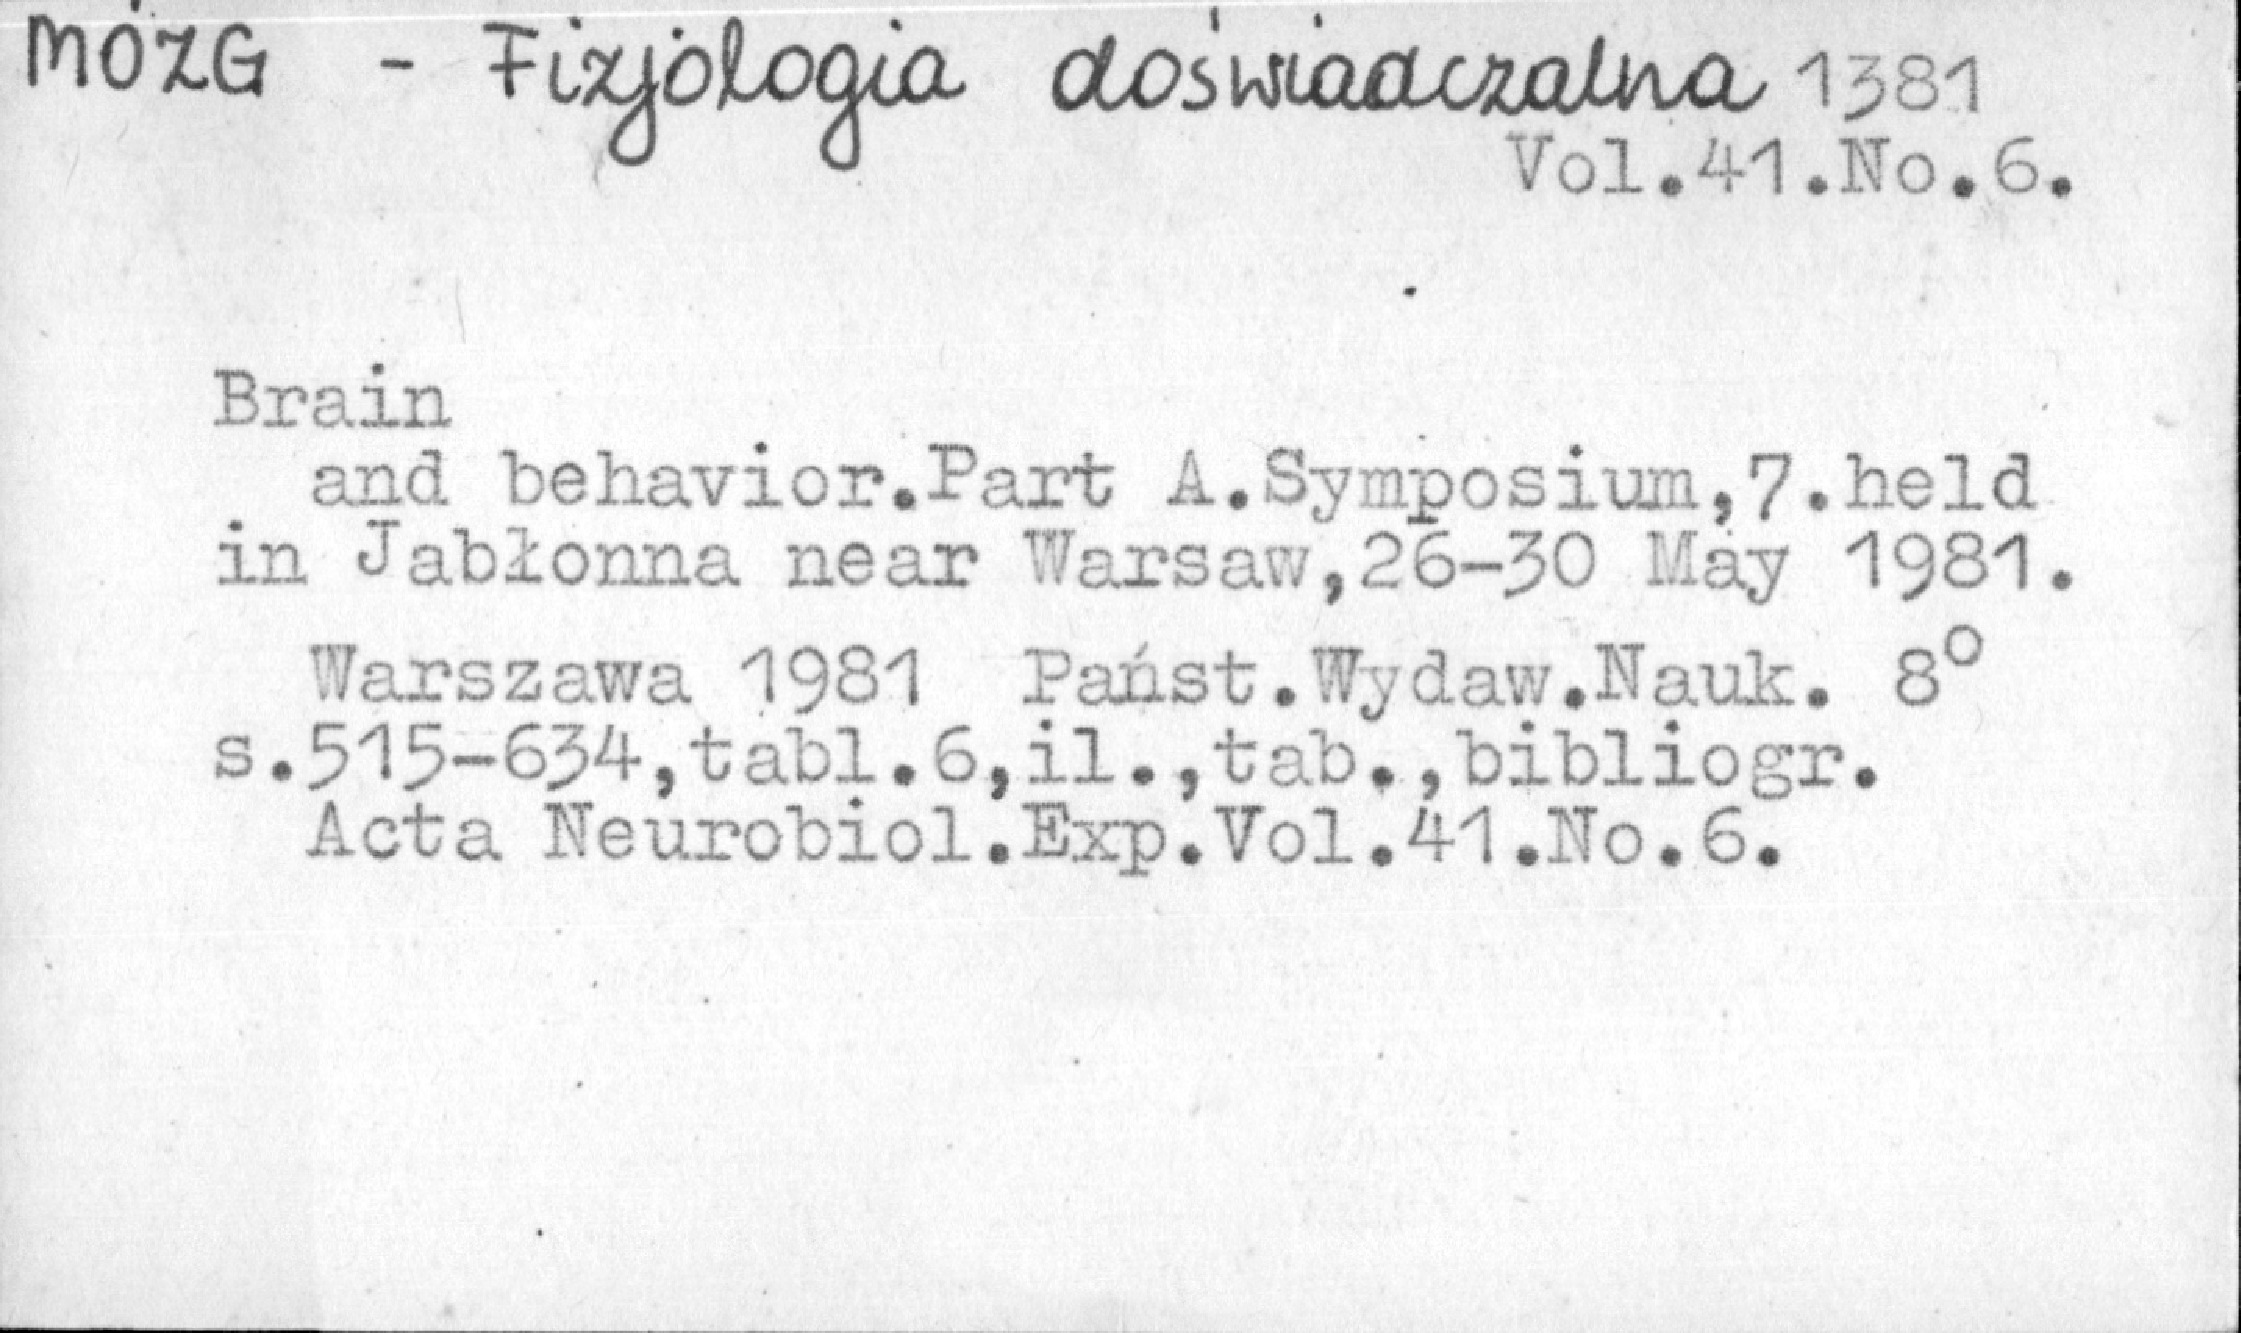 MÓZG - Fizjologia doświadczalna 1381
Vol.41.No.6.
Brain
and behavior.Part A.Symposium,7.held
in Jabłonna near Warsaw,26-30 May 1981.
Warszawa 1981 Państ.Wydaw.Nauk. 8°
s.515-634,tabl.6,il.,tab.,bibliogr.
Acta Neurobiol.Exp.Vol.41.No.6.